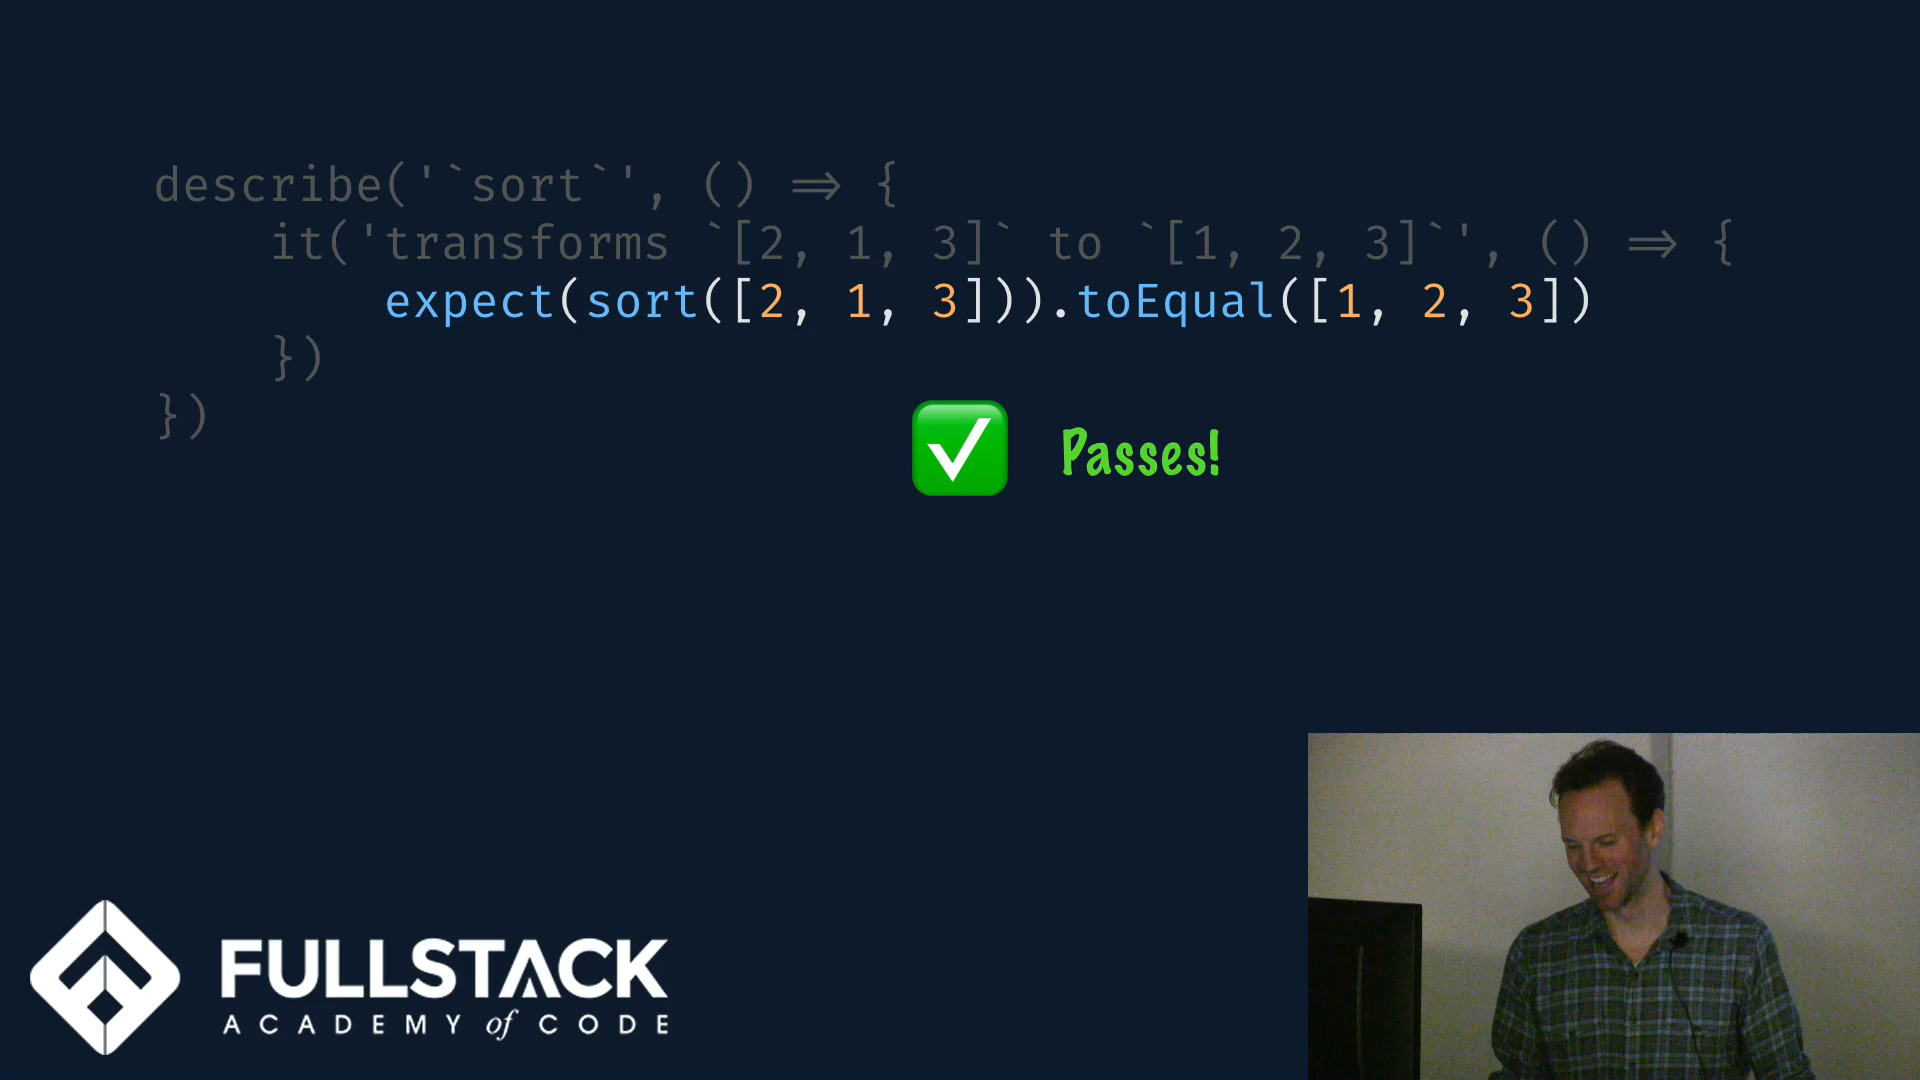 describe('`sort`', () => {
it('transforms `[2, 1, 3]` to `[1, 2, 3]`', () => {
expect(sort([2, 1, 3])).toEqual([1, 2, 3])
})
})
Passes!
FULLSTACK
ACADEMY of CODE